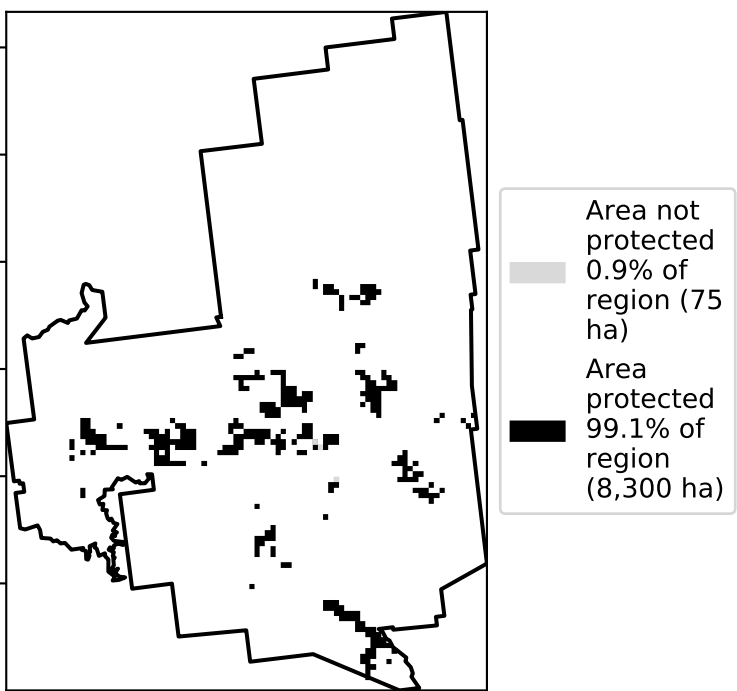 Area not
protected
0.9% of
region (75
ha)
Area
protected
99.1% of
region
(8,300 ha)